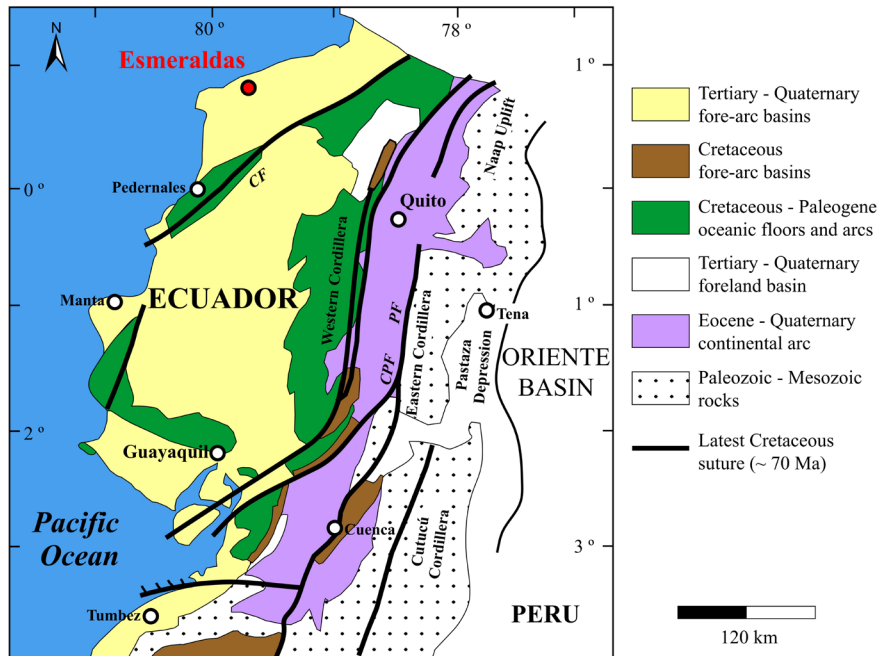 80 º
78 º
N
Esmeraldas
1 º
Naap Uplift
CF
Pedernales
0 º
Quito
Western Cordillera
Manta
ECUADOR
PF
CPF
Eastern Cordillera
1 º
Tena
Pastaza
Depression
ORIENTE
BASIN
2 º
Guayaquil
Pacific
Ocean
Cuenca
Cutucú
Cordillera
3 º
Tumbez
PERU
Tertiary - Quaternary
fore-arc basins
Cretaceous
fore-arc basins
Cretaceous - Paleogene
oceanic floors and arcs
Tertiary - Quaternary
foreland basin
Eocene - Quaternary
continental arc
Paleozoic - Mesozoic
rocks
Latest Cretaceous
suture (~ 70 Ma)
120 km